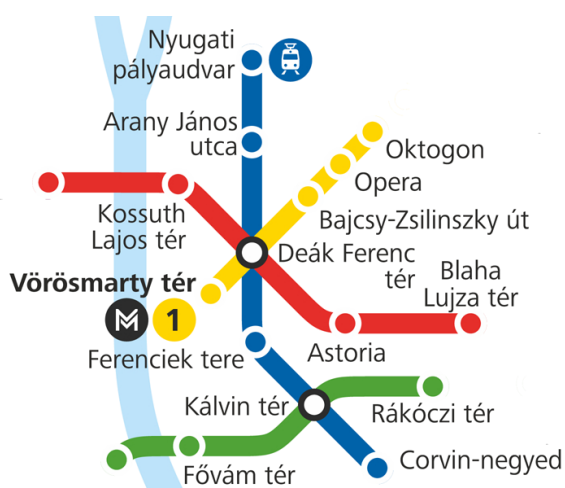 Nyugati
pályaudvar
Arany János
utca
Oktogon
Opera
Bajcsy-Zsilinszky út
Kossuth
Lajos tér
Deák Ferenc
tér
Blaha
Lujza tér
Vörösmarty tér
M 1
Ferenciek tere
Astoria
Kálvin tér
Rákóczi tér
Fővám tér
Corvin-negyed